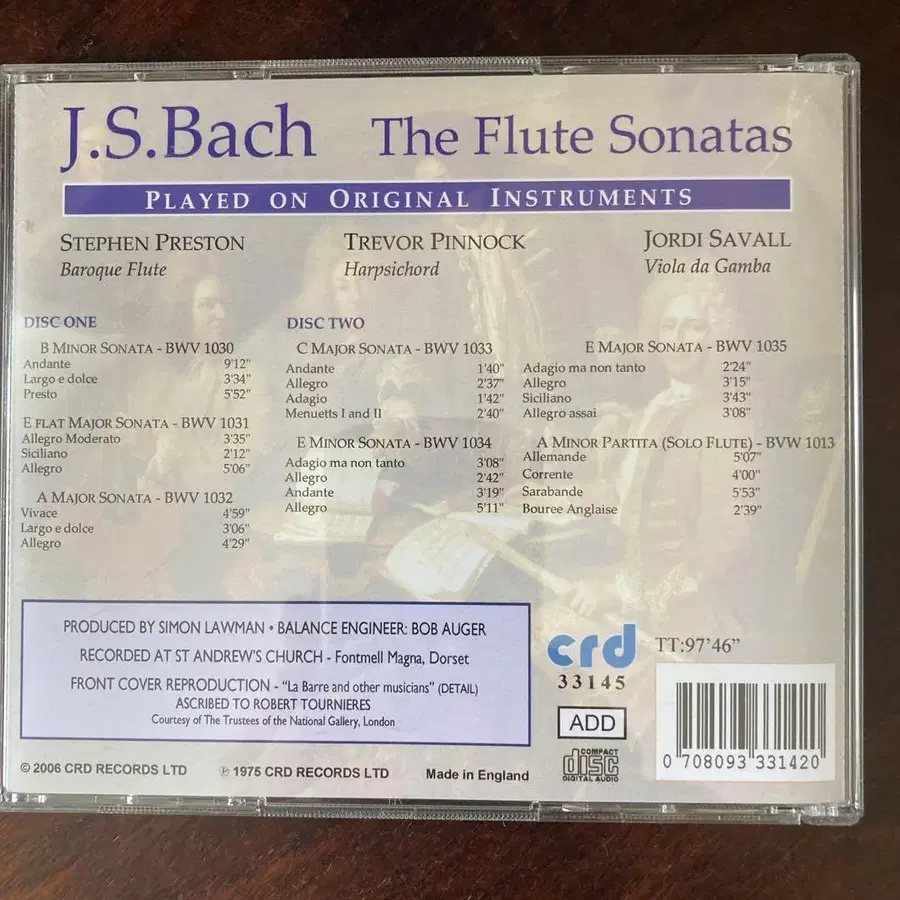 J.S.Bach The Flute Sonatas
PLAYED ON ORIGINAL INSTRUMENTS
STEPHEN PRESTON
Baroque Flute
TREVOR PINNOCK
Harpsichord
JORDI SAVALL
Viola da Gamba
DISC ONE
B MINOR SONATA - BWV 1030
Andante 9'12"
Largo e dolce 3'34"
Presto 5'52"
E FLAT MAJOR SONATA - BWV 1031
Allegro Moderato 3'35"
Siciliano 2'12"
Allegro 5'06"
A MAJOR SONATA - BWV 1032
Vivace 4'59"
Largo e dolce 3'06"
Allegro 4'29"
DISC TWO
C MAJOR SONATA - BWV 1033
Andante 1'40"
Allegro 2'37"
Adagio 1'42"
Menuetts I and II 2'40"
E MINOR SONATA - BWV 1034
Adagio ma non tanto 3'08"
Allegro 2'42"
Andante 3'19"
Allegro 5'11"
E MAJOR SONATA - BWV 1035
Adagio ma non tanto 2'24"
Allegro 3'15"
Siciliano 3'43"
Allegro assai 3'08"
A MINOR PARTITA (SOLO FLUTE) - BVW 1013
Allemande 5'07"
Corrente 4'00"
Sarabande 5'53"
Bouree Anglaise 2'39"
PRODUCED BY SIMON LAWMAN • BALANCE ENGINEER: BOB AUGER
RECORDED AT ST ANDREW'S CHURCH - Fontmell Magna, Dorset
FRONT COVER REPRODUCTION - "La Barre and other musicians" (DETAIL)
ASCRIBED TO ROBERT TOURNIERES
Courtesy of The Trustees of the National Gallery, London
crd
33145
TT:97'46"
ADD
COMPACT
disc
DIGITAL AUDIO
0 708093 331420
© 2006 CRD RECORDS LTD ℗ 1975 CRD RECORDS LTD Made in England